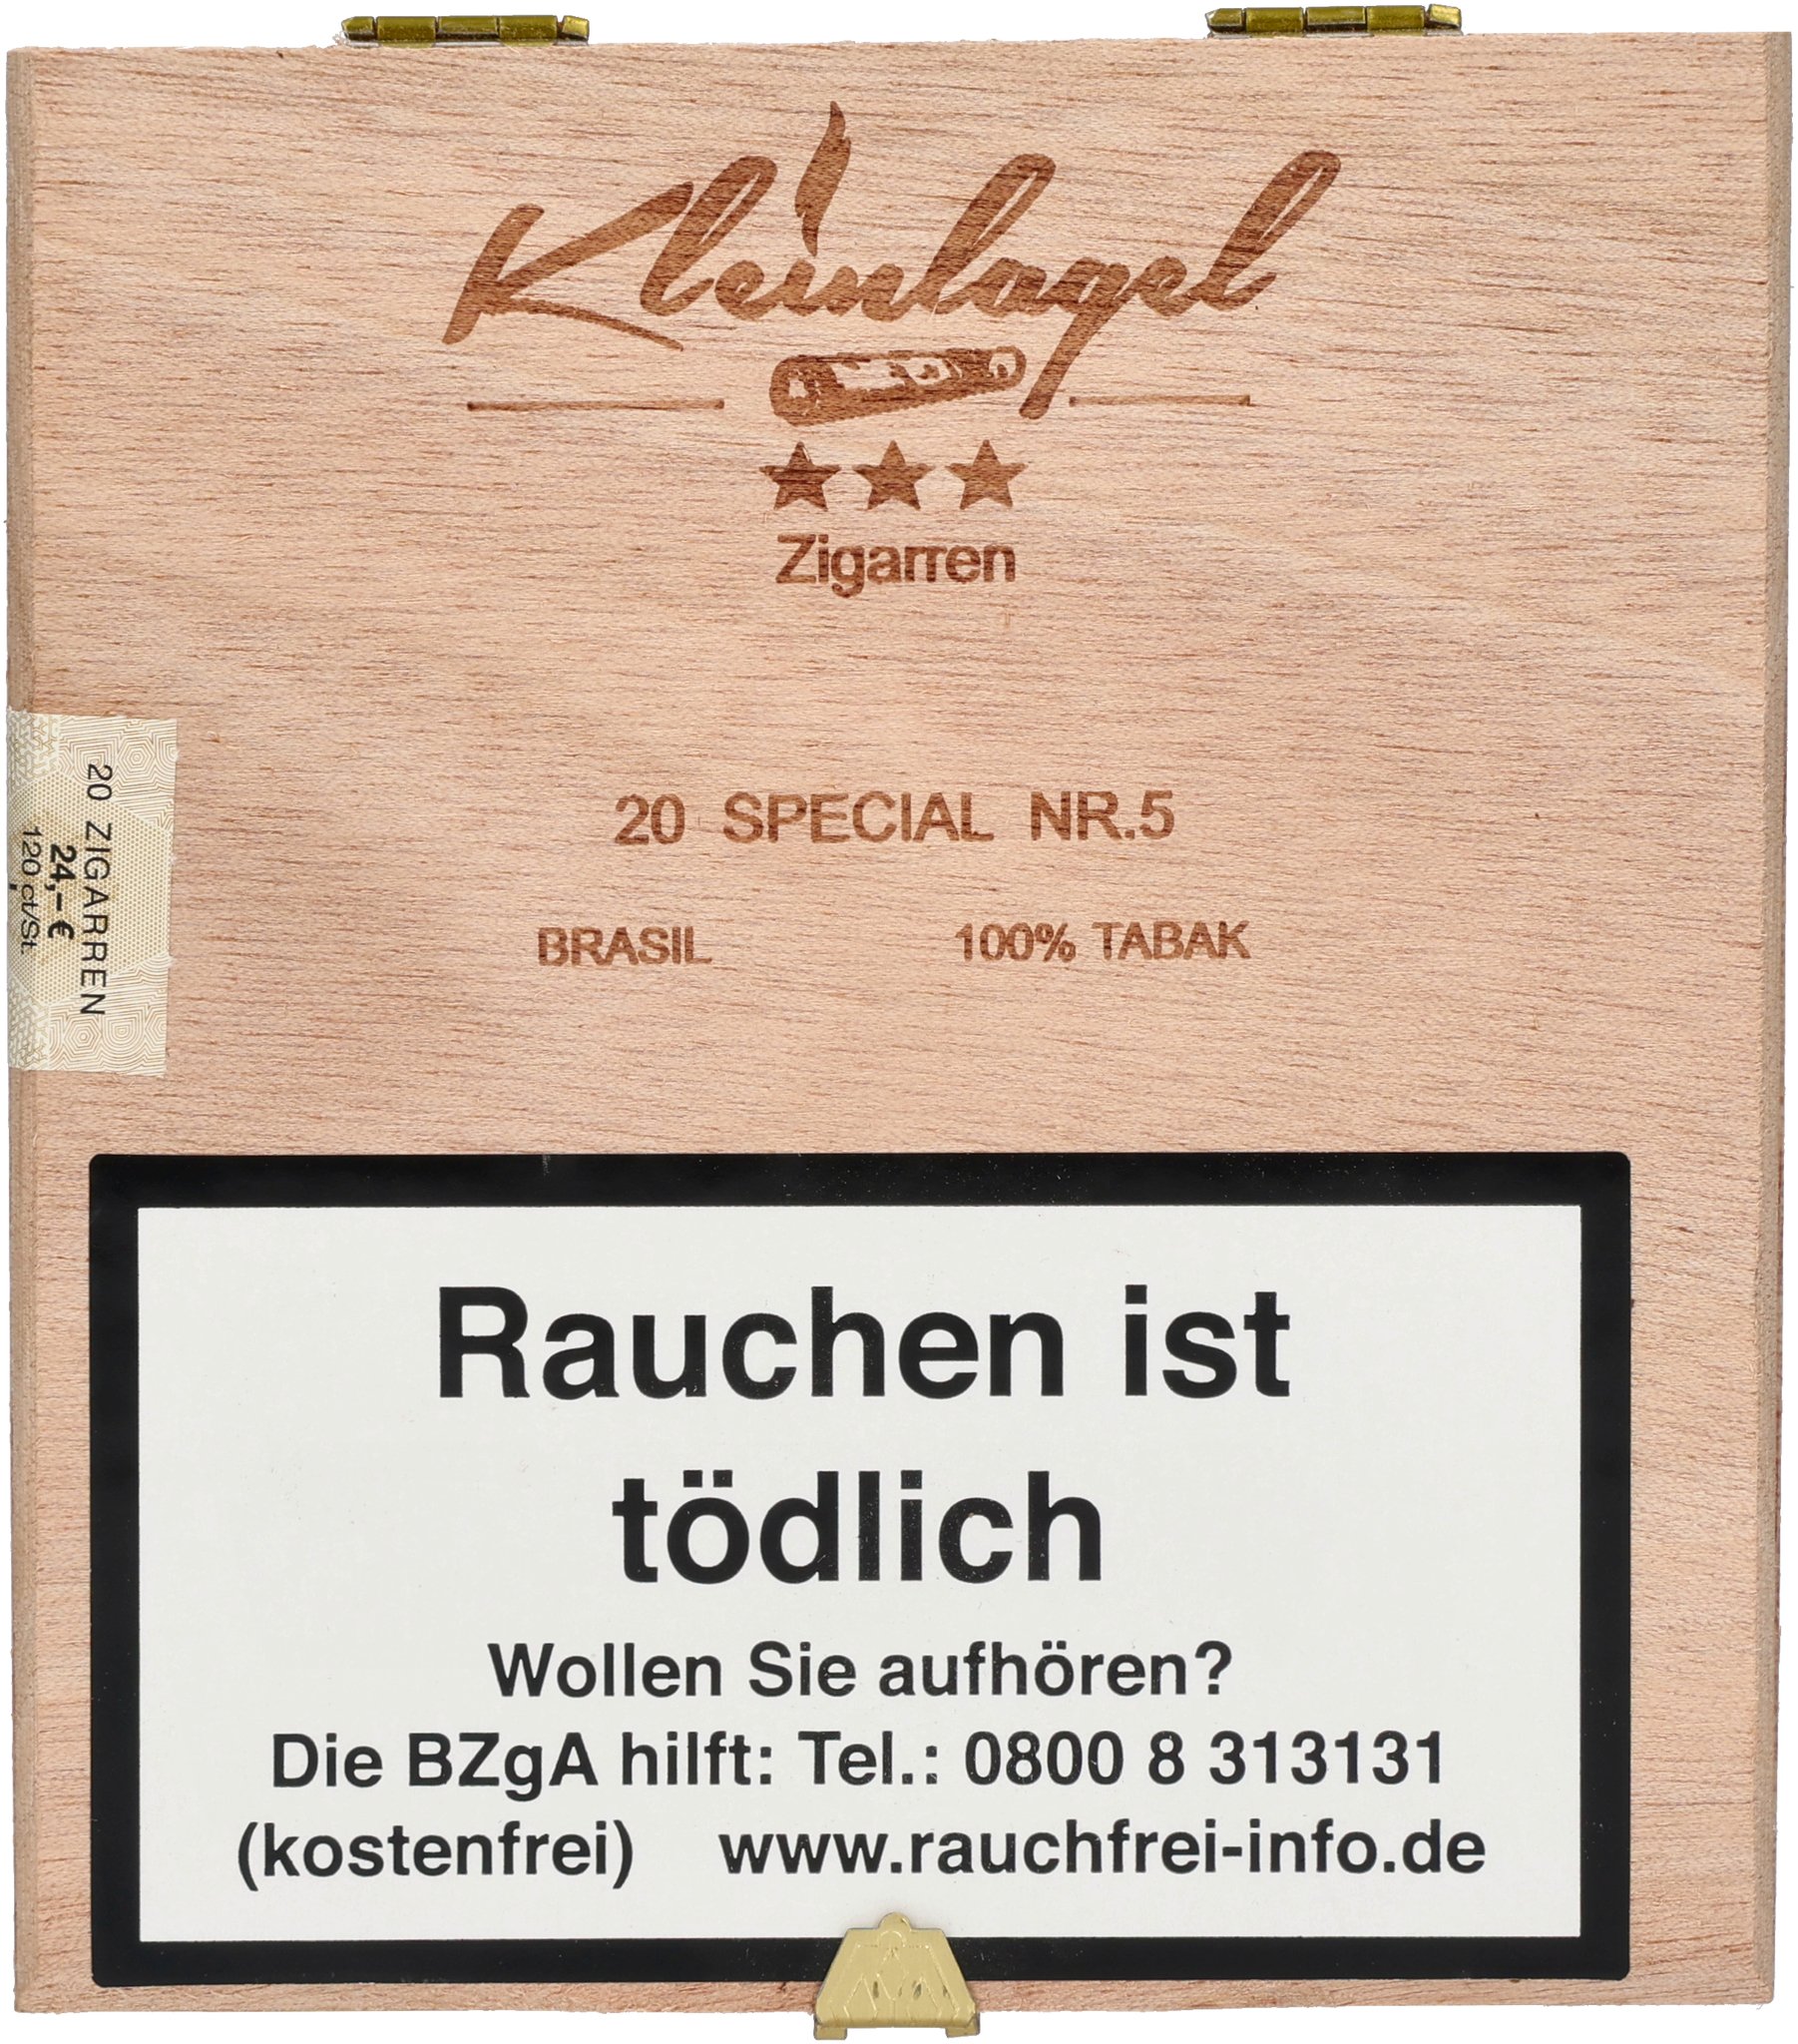 Kleinlagel
Zigarren
20 SPECIAL NR.5
BRASIL 100% TABAK
20 ZIGARREN
24,-€
120 ct/St.
Rauchen ist
tödlich
Wollen Sie aufhören?
Die BZgA hilft: Tel.: 0800 8 313131
(kostenfrei) www.rauchfrei-info.de